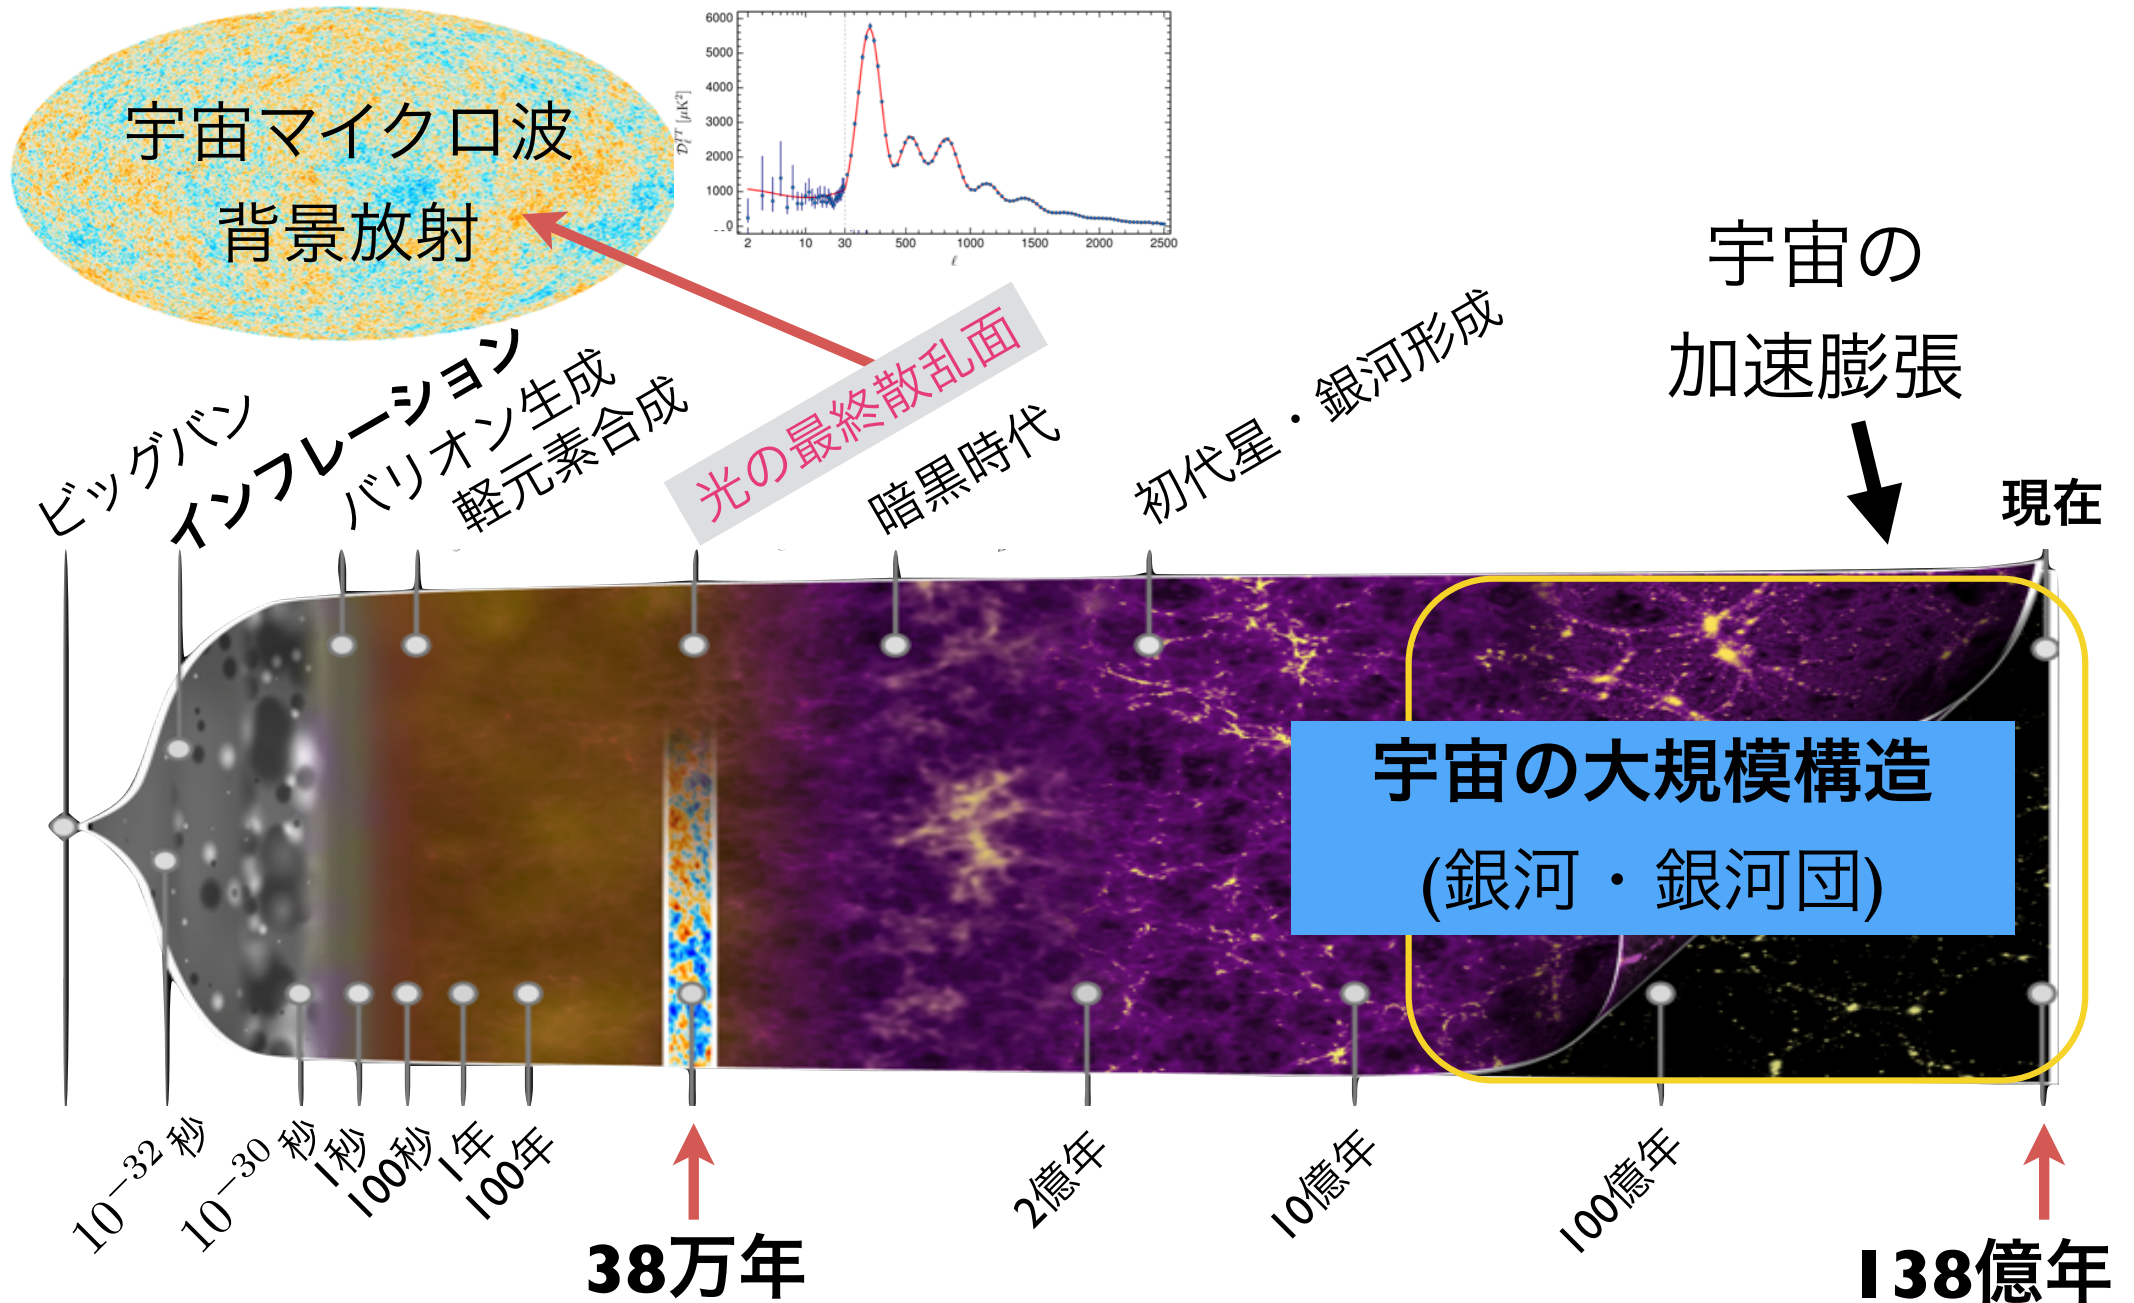 宇宙マイクロ波
背景放射
6000
5000
4000
3000
2000
1000
0
$\mathcal{D}_\ell^{TT}$ [μK²]
2 10 30 500 1000 1500 2000 2500
ℓ
宇宙の
加速膨張
ビッグバン
インフレーション
バリオン生成
軽元素合成
光の最終散乱面
暗黒時代
初代星・銀河形成
現在
宇宙の大規模構造
(銀河・銀河団)
10⁻³² 秒
10⁻³⁰ 秒
1秒
100秒
1年
100年
38万年
2億年
10億年
100億年
138億年